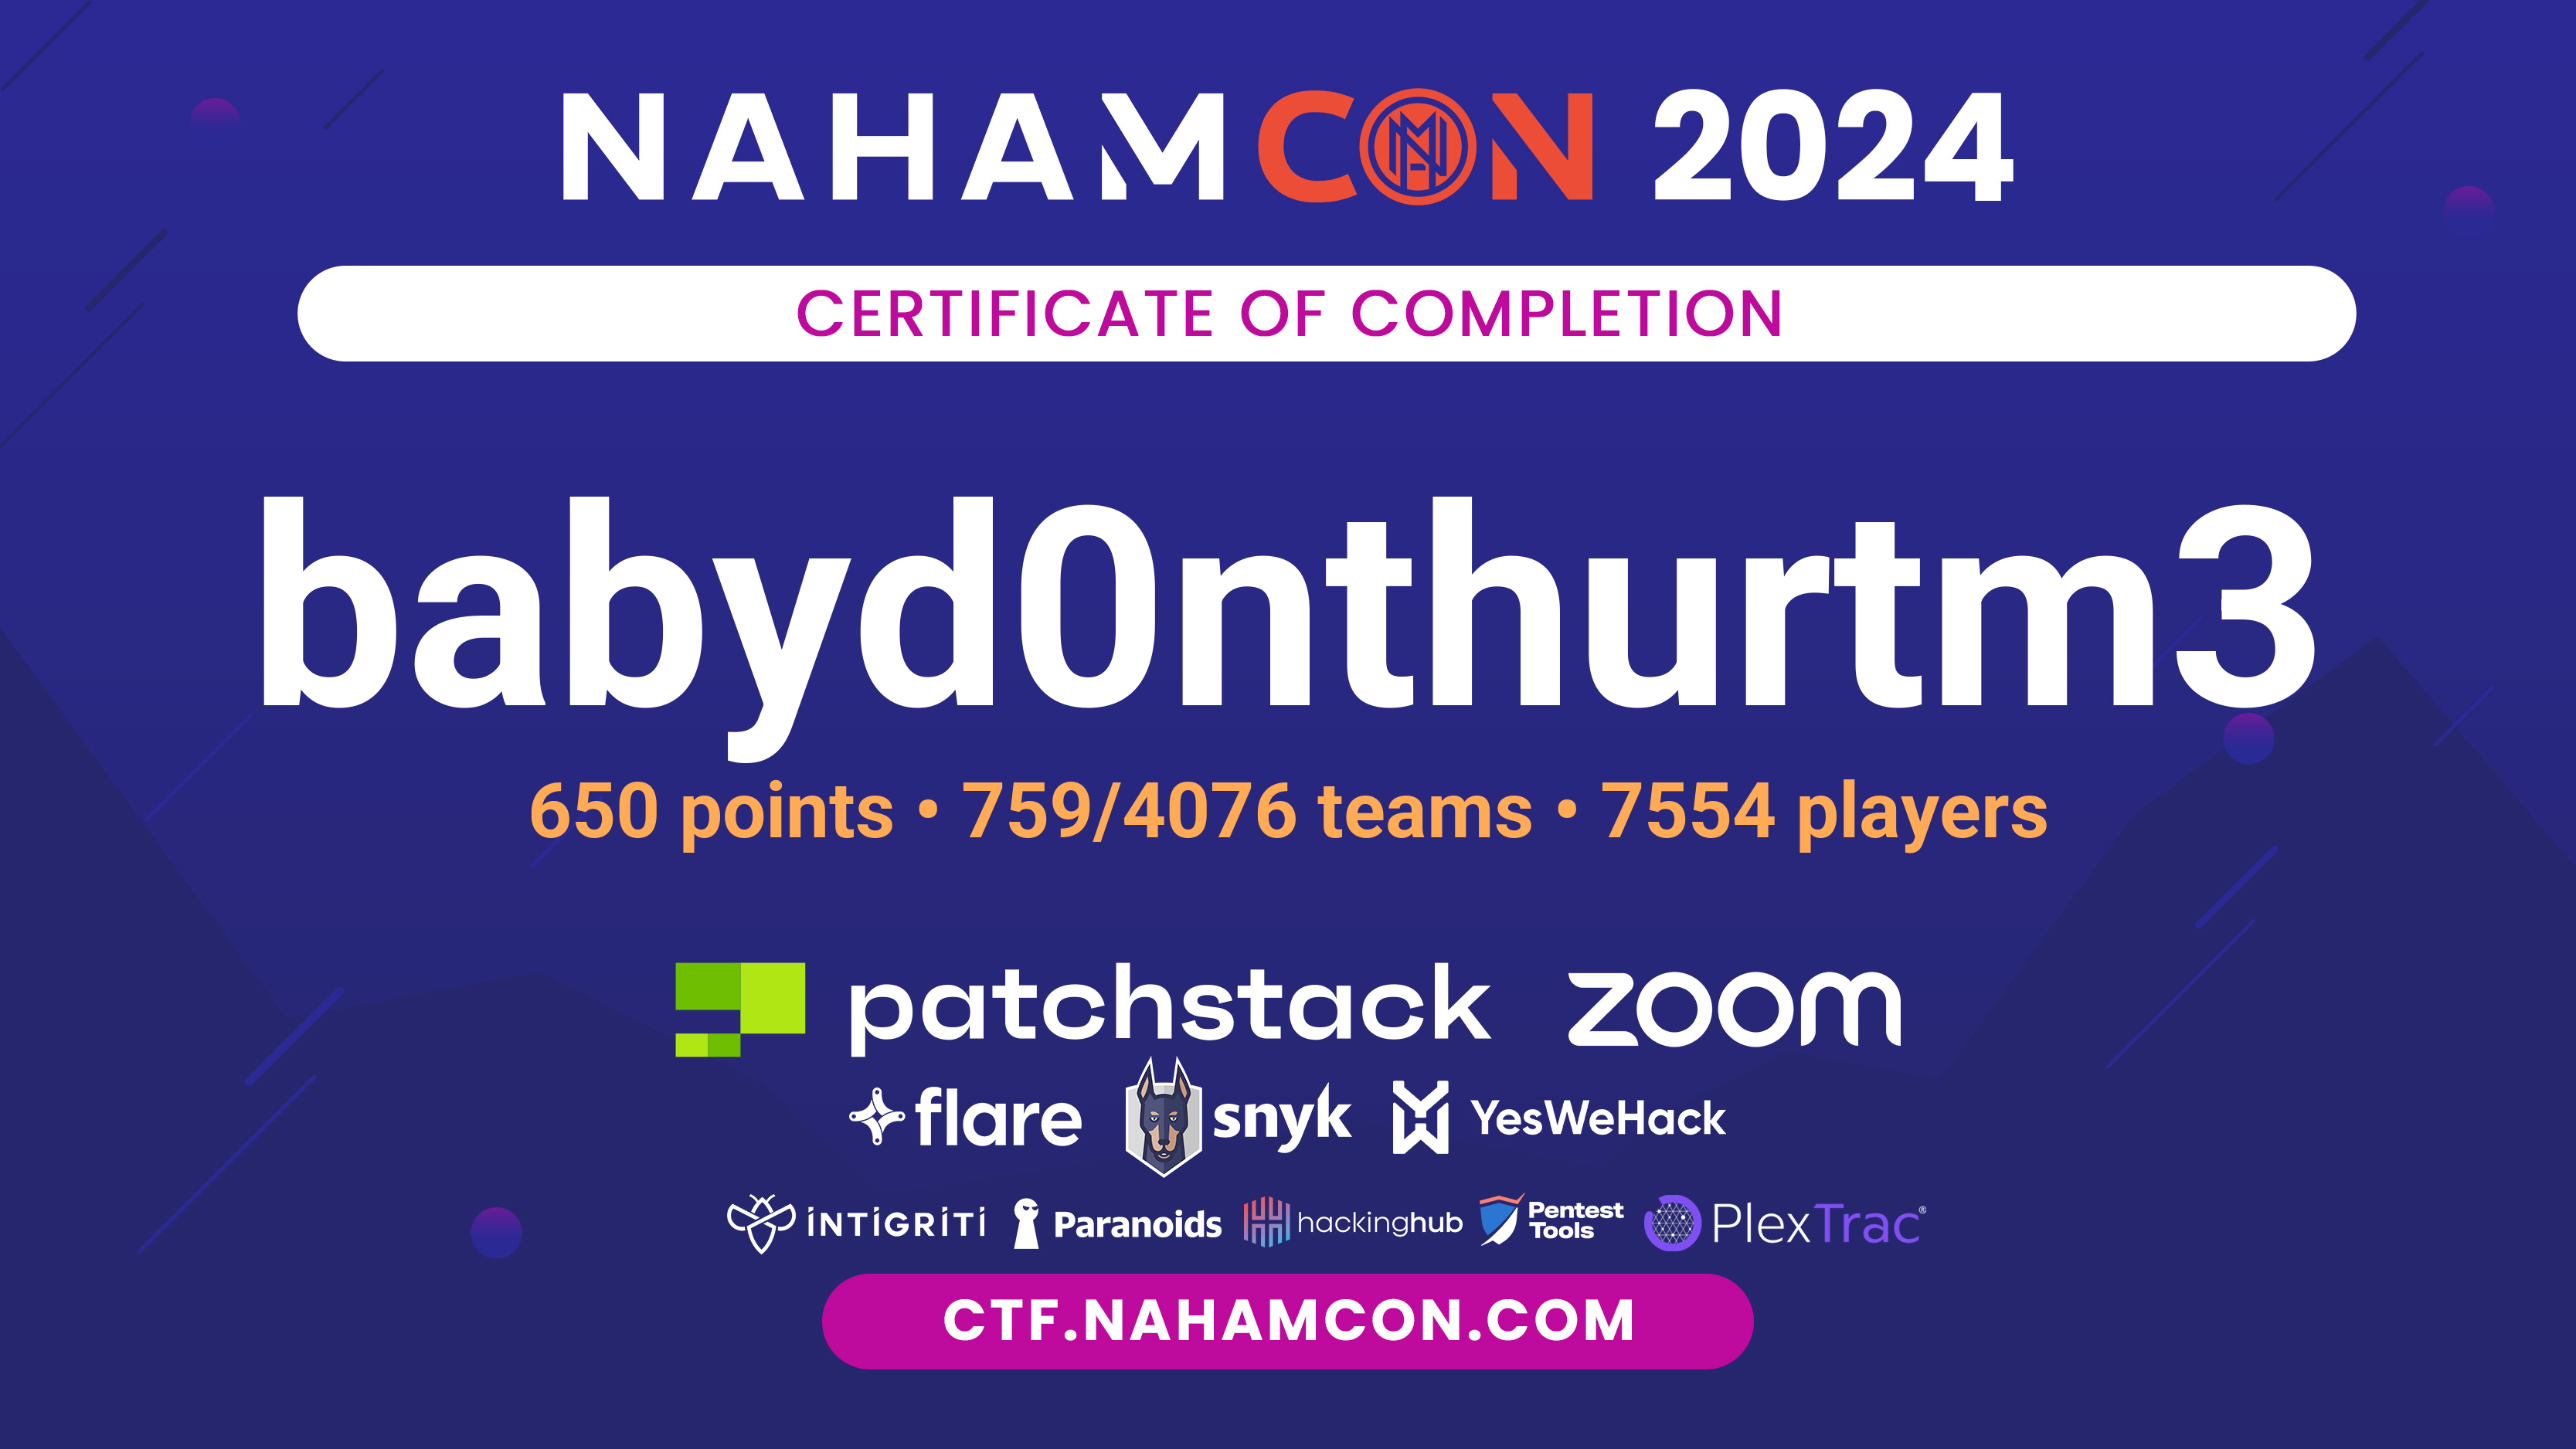 NAHAMCON 2024
CERTIFICATE OF COMPLETION
babyd0nthurtm3
650 points • 759/4076 teams • 7554 players
patchstack zoom
flare snyk YesWeHack
INTIGRITI Paranoids hackinghub Pentest Tools PlexTrac®
CTF.NAHAMCON.COM